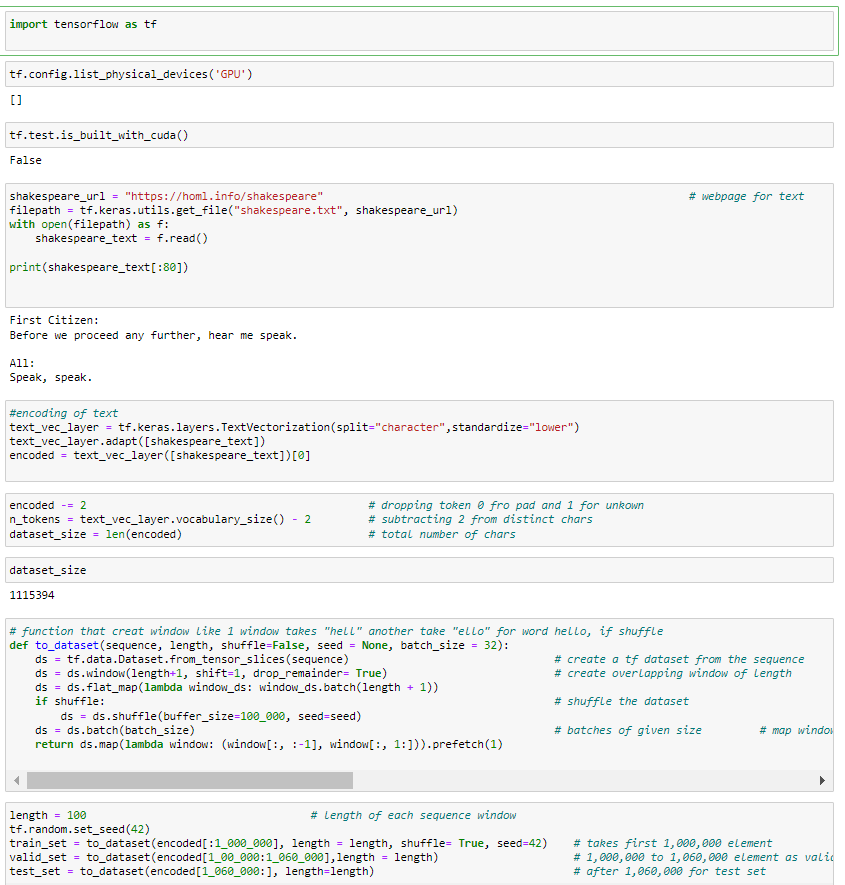 import tensorflow as tf
tf.config.list_physical_devices('GPU')
[]
tf.test.is_built_with_cuda()
False
shakespeare_url = "https://homl.info/shakespeare" # webpage for text
filepath = tf.keras.utils.get_file("shakespeare.txt", shakespeare_url)
with open(filepath) as f:
    shakespeare_text = f.read()
print(shakespeare_text[:80])
First Citizen:
Before we proceed any further, hear me speak.
All:
Speak, speak.
#encoding of text
text_vec_layer = tf.keras.layers.TextVectorization(split="character",standardize="lower")
text_vec_layer.adapt([shakespeare_text])
encoded = text_vec_layer([shakespeare_text])[0]
encoded -= 2 # dropping token 0 fro pad and 1 for unkown
n_tokens = text_vec_layer.vocabulary_size() - 2 # subtracting 2 from distinct chars
dataset_size = len(encoded) # total number of chars
dataset_size
1115394
# function that creat window like 1 window takes "hell" another take "ello" for word hello, if shuffle
def to_dataset(sequence, length, shuffle=False, seed = None, batch_size = 32):
    ds = tf.data.Dataset.from_tensor_slices(sequence) # create a tf dataset from the sequence
    ds = ds.window(length+1, shift=1, drop_remainder= True) # create overlapping window of length
    ds = ds.flat_map(lambda window_ds: window_ds.batch(length + 1))
    if shuffle: # shuffle the dataset
        ds = ds.shuffle(buffer_size=100_000, seed=seed)
    ds = ds.batch(batch_size) # batches of given size # map window
    return ds.map(lambda window: (window[:, :-1], window[:, 1:])).prefetch(1)
length = 100 # length of each sequence window
tf.random.set_seed(42)
train_set = to_dataset(encoded[:1_000_000], length = length, shuffle= True, seed=42) # takes first 1,000,000 element
valid_set = to_dataset(encoded[1_00_000:1_060_000],length = length) # 1,000,000 to 1,060,000 element as valid
test_set = to_dataset(encoded[1_060_000:], length=length) # after 1,060,000 for test set